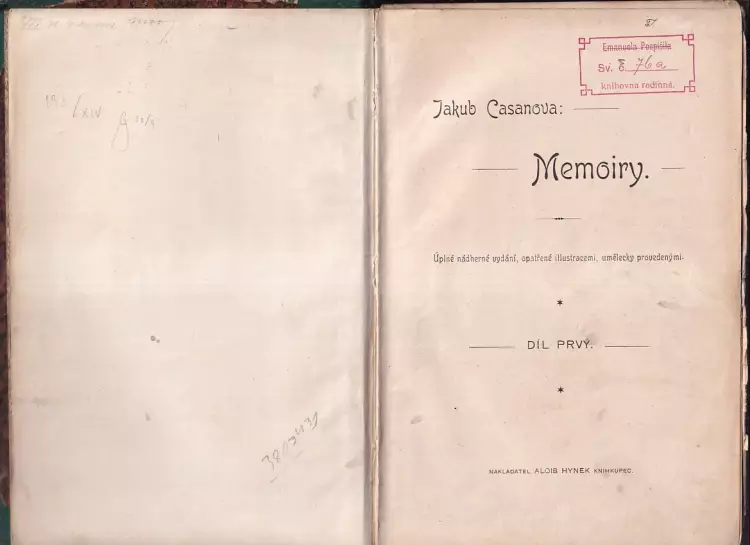 Emanuela Pospíšila
Sv. č. 76a
knihovna rodinná.
Jakub Casanova:
Memoiry.
Úplné nádherné vydání, opatřené illustracemi, umělecky provedenými.
DÍL PRVÝ.
NAKLADATEL ALOIS HYNEK KNIHKUPEC.